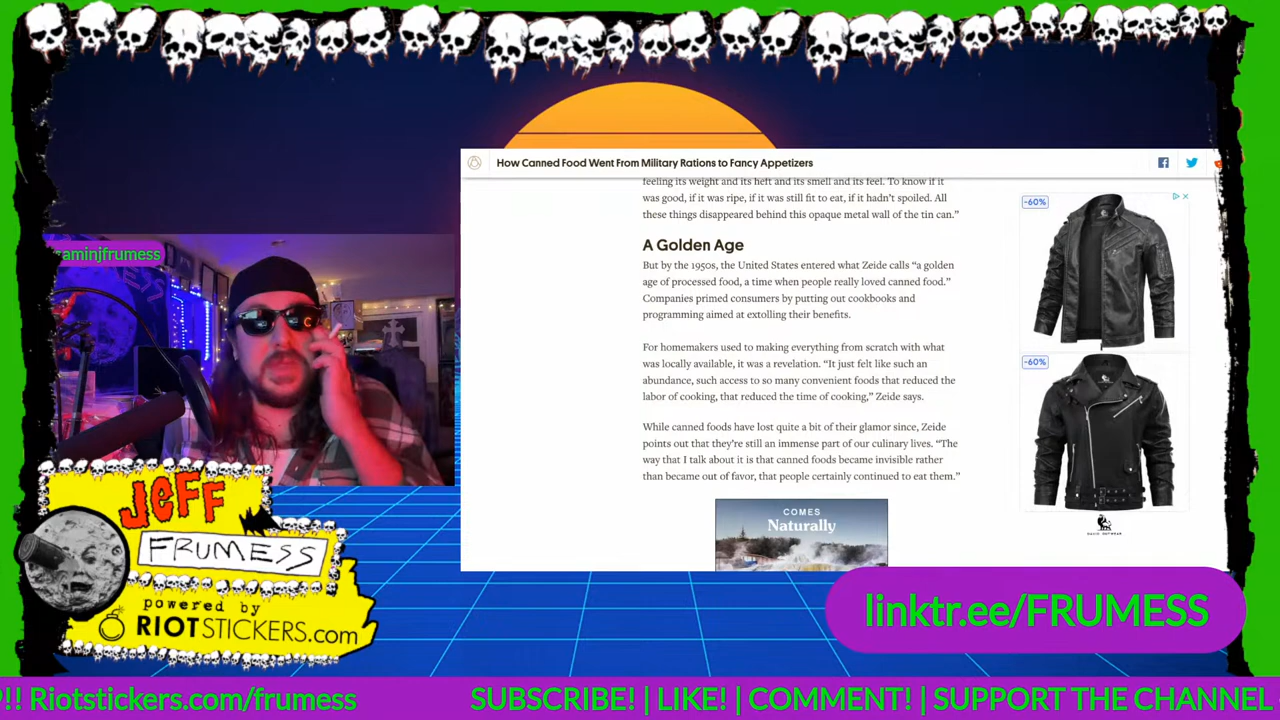 How Canned Food Went From Military Rations to Fancy Appetizers
feeling its weight and its heft and its smell and its feel. To know if it
was good, if it was ripe, if it was still fit to eat, if it hadn't spoiled. All
these things disappeared behind this opaque metal wall of the tin can.”
A Golden Age
But by the 1950s, the United States entered what Zeide calls “a golden
age of processed food, a time when people really loved canned food.”
Companies primed consumers by putting out cookbooks and
programming aimed at extolling their benefits.
For homemakers used to making everything from scratch with what
was locally available, it was a revelation. “It just felt like such an
abundance, such access to so many convenient foods that reduced the
labor of cooking, that reduced the time of cooking,” Zeide says.
While canned foods have lost quite a bit of their glamor since, Zeide
points out that they're still an immense part of our culinary lives. “The
way that I talk about it is that canned foods became invisible rather
than became out of favor, that people certainly continued to eat them.”
COMES
Naturally
-60%
-60%
saminjfrumess
JEFF
FRUMESS
powered by
RIOTSTICKERS.com
linktr.ee/FRUMESS
!! Riotstickers.com/frumess SUBSCRIBE! | LIKE! | COMMENT! | SUPPORT THE CHANNEL